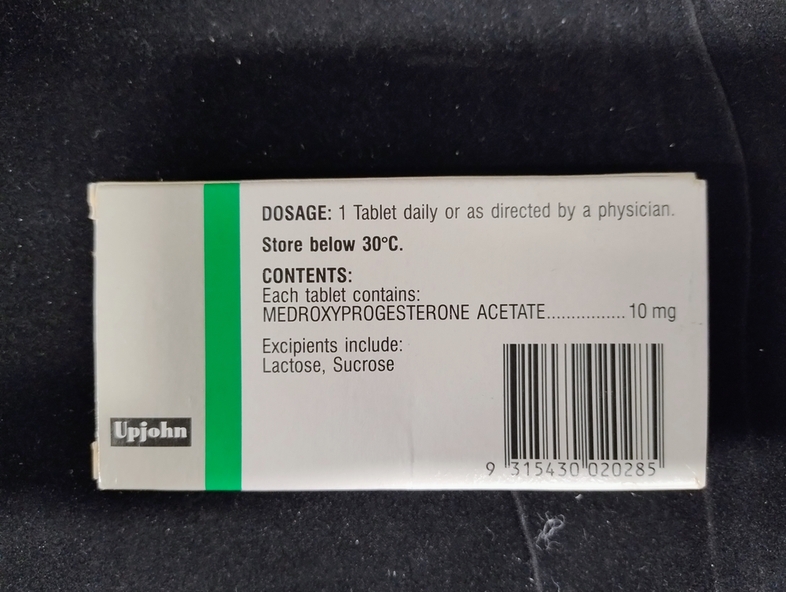 DOSAGE: 1 Tablet daily or as directed by a physician.
Store below 30°C.
CONTENTS:
Each tablet contains:
MEDROXYPROGESTERONE ACETATE................ 10 mg
Excipients include:
Lactose, Sucrose
Upjohn
9 315430 020285